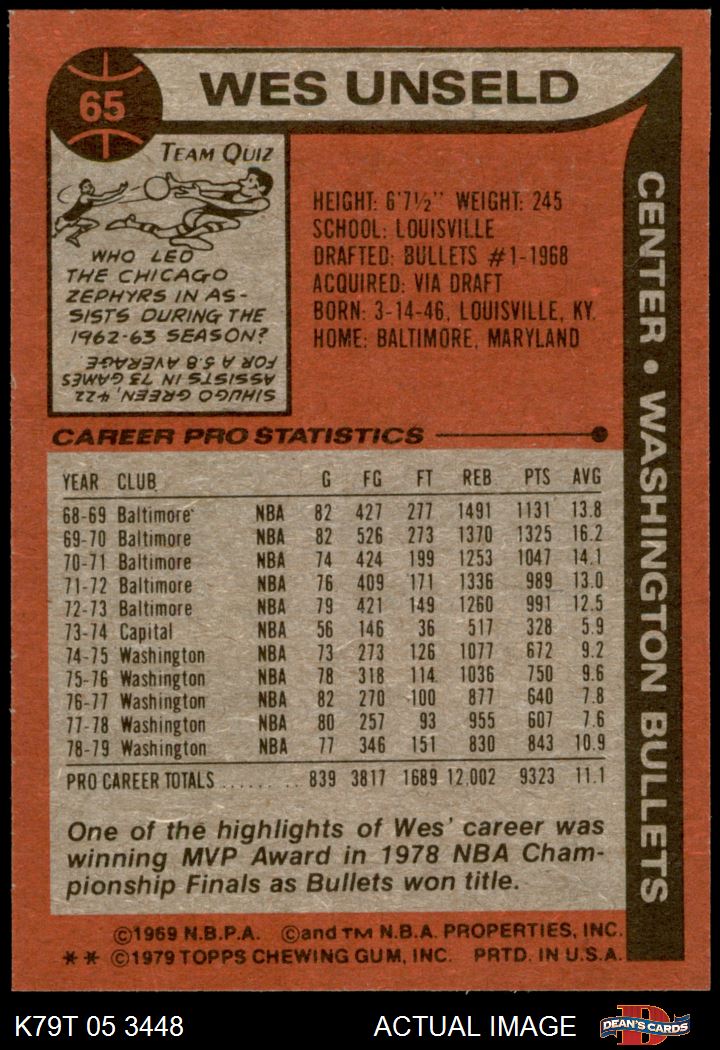 65
WES UNSELD
TEAM QUIZ
WHO LED
THE CHICAGO
ZEPHYRS IN AS-
SISTS DURING THE
1962-63 SEASON?
SIHUGO GREEN, 422
ASSISTS IN 73 GAMES
FOR A 5.8 AVERAGE
HEIGHT: 6'7½" WEIGHT: 245
SCHOOL: LOUISVILLE
DRAFTED: BULLETS #1-1968
ACQUIRED: VIA DRAFT
BORN: 3-14-46, LOUISVILLE, KY.
HOME: BALTIMORE, MARYLAND
CENTER • WASHINGTON BULLETS
CAREER PRO STATISTICS
YEAR CLUB G FG FT REB PTS AVG
68-69 Baltimore NBA 82 427 277 1491 1131 13.8
69-70 Baltimore NBA 82 526 273 1370 1325 16.2
70-71 Baltimore NBA 74 424 199 1253 1047 14.1
71-72 Baltimore NBA 76 409 171 1336 989 13.0
72-73 Baltimore NBA 79 421 149 1260 991 12.5
73-74 Capital NBA 56 146 36 517 328 5.9
74-75 Washington NBA 73 273 126 1077 672 9.2
75-76 Washington NBA 78 318 114 1036 750 9.6
76-77 Washington NBA 82 270 100 877 640 7.8
77-78 Washington NBA 80 257 93 955 607 7.6
78-79 Washington NBA 77 346 151 830 843 10.9
PRO CAREER TOTALS ........ 839 3817 1689 12,002 9323 11.1
One of the highlights of Wes' career was
winning MVP Award in 1978 NBA Cham-
pionship Finals as Bullets won title.
©1969 N.B.P.A. ©and TM N.B.A. PROPERTIES, INC.
** ©1979 TOPPS CHEWING GUM, INC. PRTD. IN U.S.A.
K79T 05 3448
ACTUAL IMAGE
D
DEAN'S CARDS